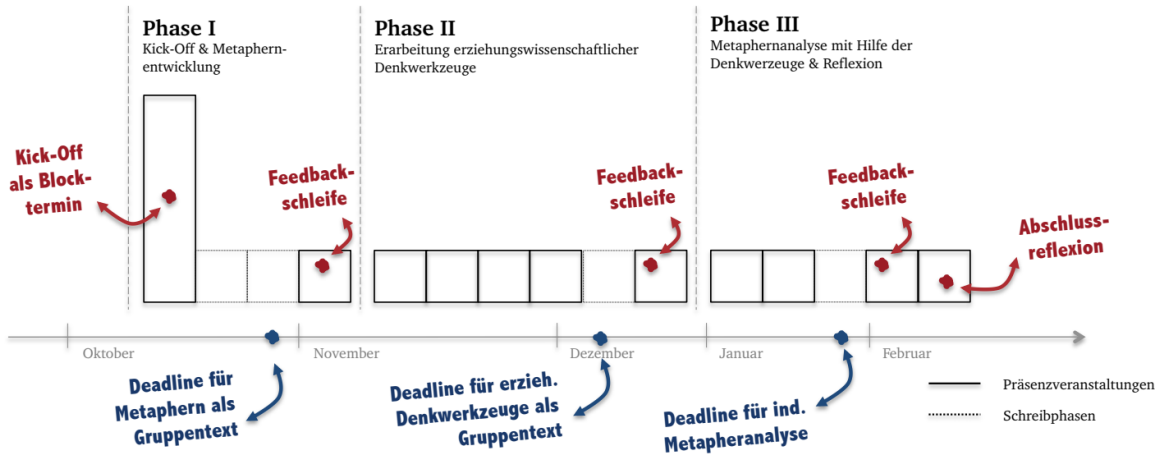 Phase I
Kick-Off & Metaphern-
entwicklung
Phase II
Erarbeitung erziehungswissenschaftlicher
Denkwerkzeuge
Phase III
Metaphernanalyse mit Hilfe der
Denkwerzeuge & Reflexion
Kick-Off
als Block-
termin
Feedback-
schleife
Feedback-
schleife
Feedback-
schleife
Abschluss-
reflexion
Oktober
November
Dezember
Januar
Februar
Deadline für
Metaphern als
Gruppentext
Deadline für erzieh.
Denkwerkzeuge als
Gruppentext
Deadline für ind.
Metapheranalyse
Präsenzveranstaltungen
Schreibphasen